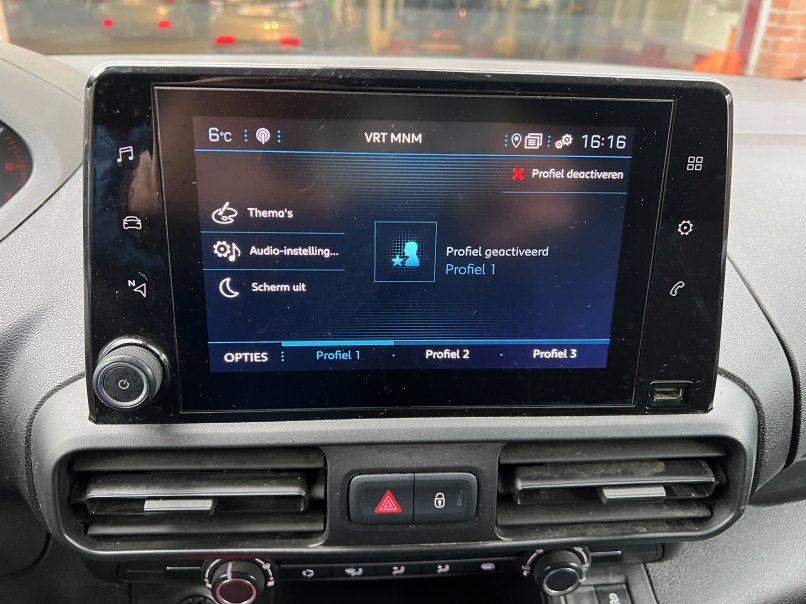 6°C VRT MNM 16:16
Profiel deactiveren
Thema's
Audio-instelling...
Profiel geactiveerd
Profiel 1
Scherm uit
OPTIES Profiel 1 Profiel 2 Profiel 3
N